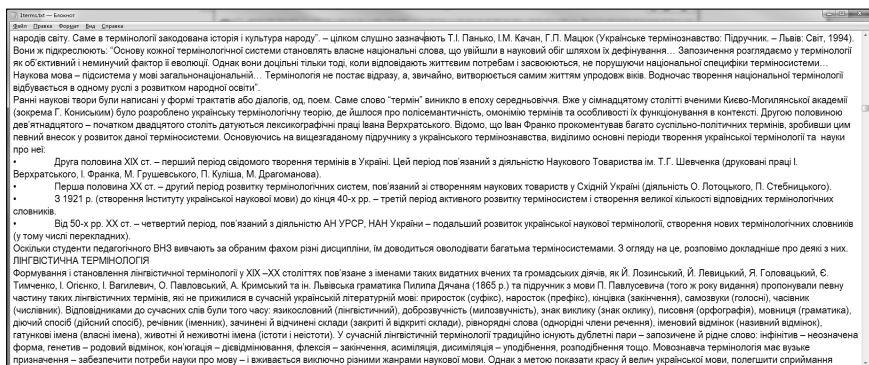 Iterms.txt — Блокнот
Файл Правка Формат Вид Справка
народів світу. Саме в термінології закодована історія і культура народу”. – цілком слушно зазначають Т.І. Панько, І.М. Качан, Г.П. Мацюк (Українське термінознавство: Підручник. – Львів: Світ, 1994).
Вони ж підкреслюють: “Основу кожної термінологічної системи становлять власне національні слова, що увійшли в науковий обіг шляхом їх дефінування… Запозичення розглядаємо у термінології
як об’єктивний і неминучий фактор її еволюції. Однак вони доцільні тільки тоді, коли відповідають життєвим потребам і засвоюються, не порушуючи національної специфіки терміносистеми…
Наукова мова – підсистема у мові загальнонаціональній… Термінологія не постає відразу, а, звичайно, витворюється самим життям упродовж віків. Водночас творення національної термінології
відбувається в одному руслі з розвитком народної освіти”.
Ранні наукові твори були написані у формі трактатів або діалогів, од, поем. Саме слово “термін” виникло в епоху середньовіччя. Вже у сімнадцятому столітті вченими Києво-Могилянської академії
(зокрема Г. Кониським) було розроблено українську термінологічну теорію, де йшлося про полісемантичність, омонімію термінів та особливості їх функціонування в контексті. Другою половиною
дев’ятнадцятого – початком двадцятого століть датуються лексикографічні праці Івана Верхратського. Відомо, що Іван Франко прокоментував багато суспільно-політичних термінів, зробивши цим
певний внесок у розвиток даної терміносистеми. Основуючись на вищезгаданому підручнику з українського термінознавства, виділимо основні періоди творення української термінології та науки
про неї:
• Друга половина XIX ст. – перший період свідомого творення термінів в Україні. Цей період пов’язаний з діяльністю Наукового Товариства ім. Т.Г. Шевченка (друковані праці І.
Верхратського, І. Франка, М. Грушевського, П. Куліша, М. Драгоманова).
• Перша половина XX ст. – другий період розвитку термінологічних систем, пов’язаний зі створенням наукових товариств у Східній Україні (діяльність О. Лотоцького, П. Стебницького).
• З 1921 р. (створення Інституту української наукової мови) до кінця 40-х рр. – третій період активного розвитку терміносистем і створення великої кількості відповідних термінологічних
словників.
• Від 50-х рр. XX ст. – четвертий період, пов’язаний з діяльністю АН УРСР, НАН України – подальший розвиток української наукової термінології, створення нових термінологічних словників
(у тому числі перекладних).
Оскільки студенти педагогічного ВНЗ вивчають за обраним фахом різні дисципліни, їм доводиться оволодівати багатьма терміносистемами. З огляду на це, розповімо докладніше про деякі з них.
ЛІНГВІСТИЧНА ТЕРМІНОЛОГІЯ
Формування і становлення лінгвістичної термінології у XIX –XX століттях пов’язане з іменами таких видатних вчених та громадських діячів, як Й. Лозинський, Й. Левицький, Я. Головацький, Є.
Тимченко, І. Огієнко, І. Вагилевич, О. Павловський, А. Кримський та ін. Львівська граматика Пилипа Дячана (1865 р.) та підручник з мови П. Павлусевича (того ж року видання) пропонували певну
частину таких лінгвістичних термінів, які не прижилися в сучасній українській літературній мові: приросток (суфікс), наросток (префікс), кінцівка (закінчення), самозвуки (голосні), часівник
(числівник). Відповідниками до сучасних слів були того часу: язикословний (лінгвістичний), доброзвучність (милозвучність), знак виклику (знак оклику), писовня (орфографія), мовниця (граматика),
діючий спосіб (дійсний спосіб), речівник (іменник), зачинені й відчинені склади (закриті й відкриті склади), рівнорядні слова (однорідні члени речення), іменовий відмінок (називний відмінок),
гатункові імена (власні імена), животні й неживотні імена (істоти і неістоти). У сучасній лінгвістичній термінології традиційно існують дублетні пари – запозичене й рідне слово: інфінітив – неозначена
форма, генетив – родовий відмінок, кон’югація – дієвідмінювання, флексія – закінчення, асиміляція, дисиміляція – уподібнення, розподібнення тощо. Мовознавча термінологія має вузьке
призначення – забезпечити потреби науки про мову – і вживається виключно різними жанрами наукової мови. Однак з метою показати красу й велич української мови, полегшити сприймання